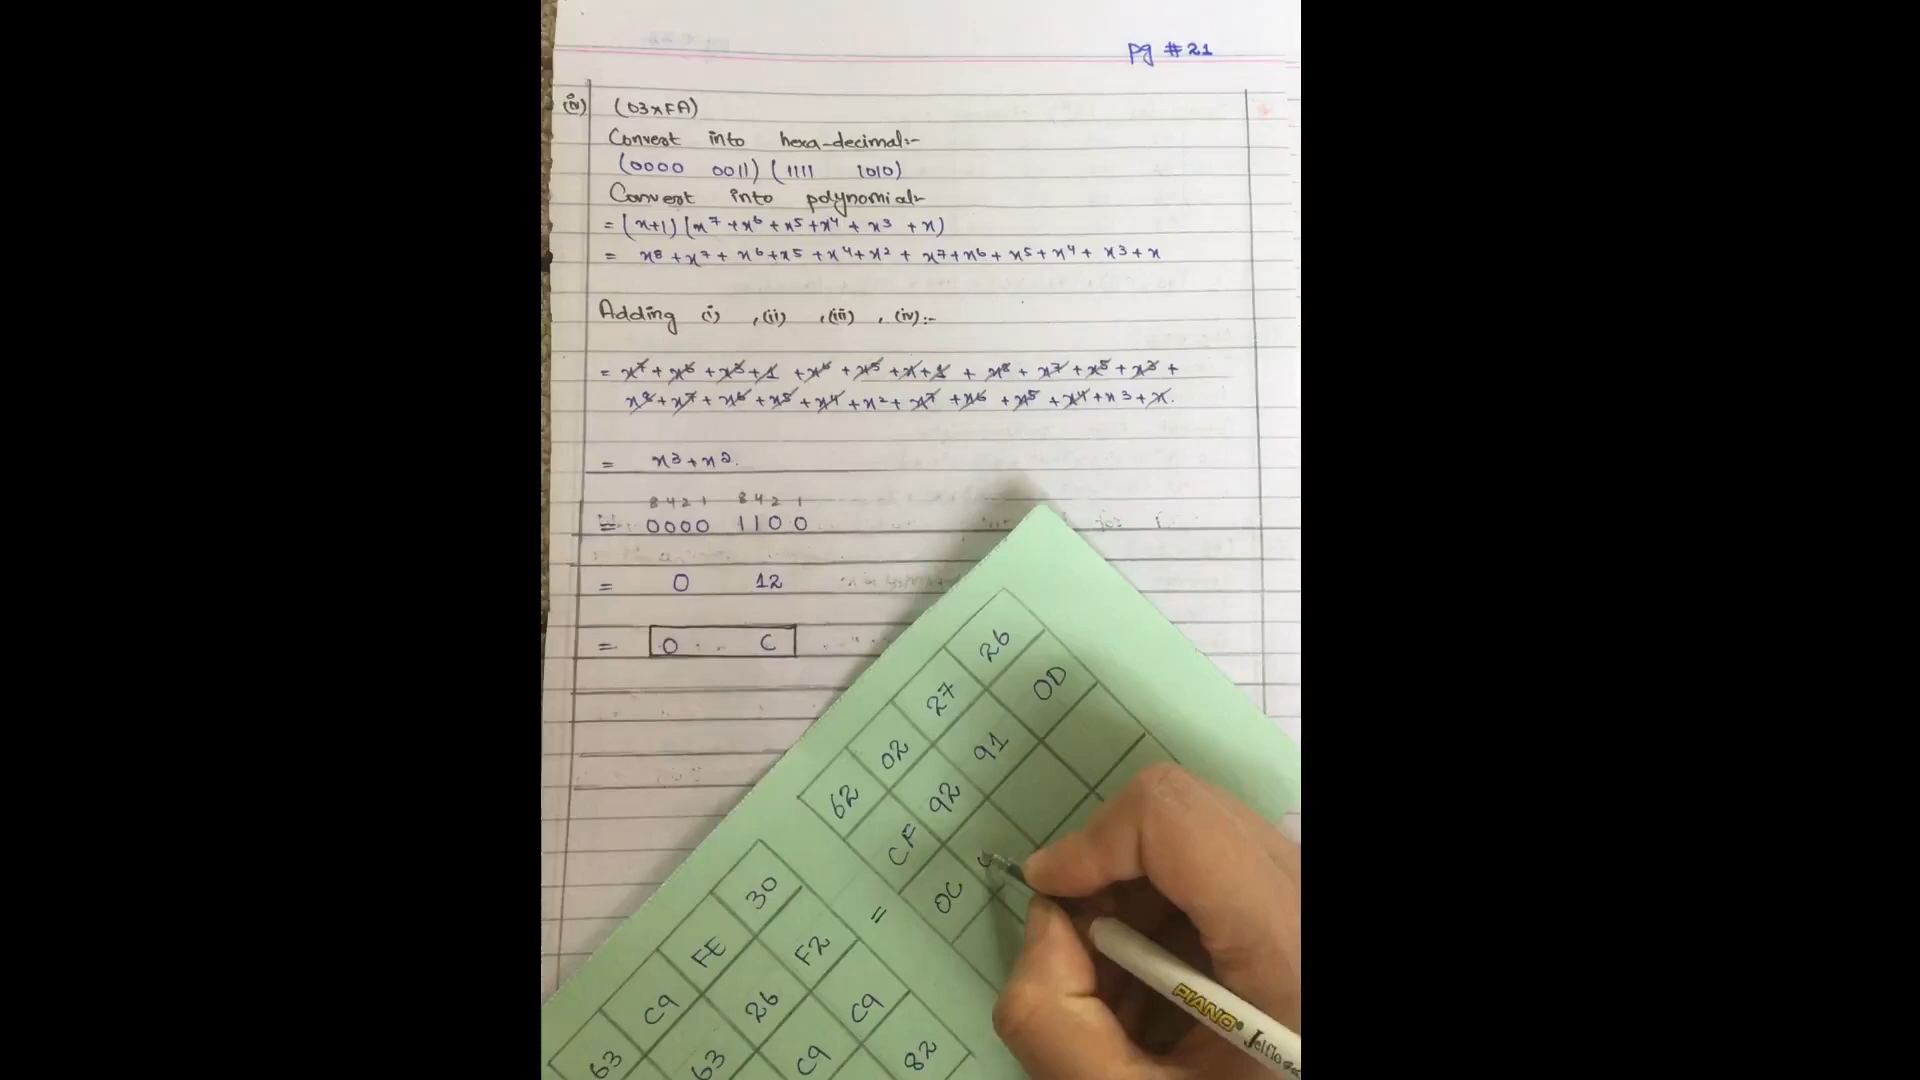 pg #21
(iv) (03xFA)
Convert into hexa-decimal:-
(0000 0011) (1111 1010)
Convert into polynomial:-
= (x+1) (x⁷ + x⁶ + x⁵ + x⁴ + x³ + x)
= x⁸ + x⁷ + x⁶ + x⁵ + x⁴ + x² + x⁷ + x⁶ + x⁵ + x⁴ + x³ + x
Adding (i) , (ii) , (iii) , (iv):-
= x⁷ + x⁶ + x³ + 1 + x⁶ + x⁵ + x + 1 + x⁸ + x⁷ + x⁵ + x³ +
x⁸ + x⁷ + x⁶ + x⁵ + x⁴ + x² + x⁷ + x⁶ + x⁵ + x⁴ + x3 + x.
= x³ + x².
8 4 2 1 8 4 2 1
= 0000 1100
= 0 12
= 0 C
62 02 27 26
CF 92 91 0D
0C
=
63 C9 FE 30
63 26 F2
C9 C9
82
PIANO Jelflo